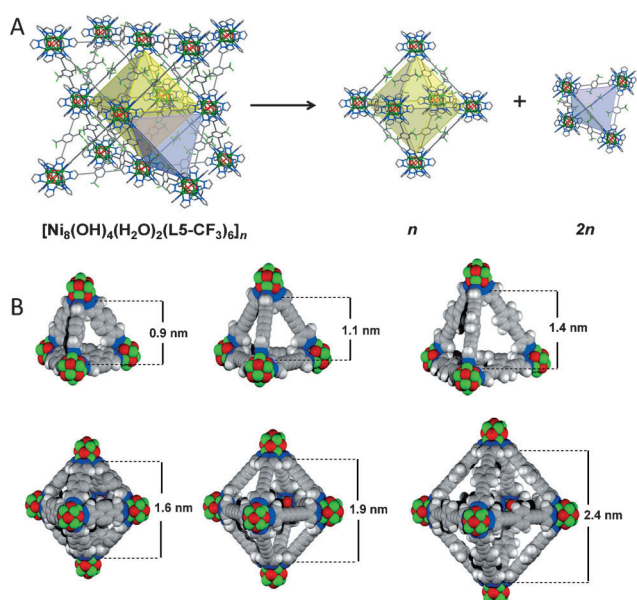 A
[Ni₈(OH)₄(H₂O)₂(L5-CF₃)₆]n
+
n
2n
B
0.9 nm
1.1 nm
1.4 nm
1.6 nm
1.9 nm
2.4 nm